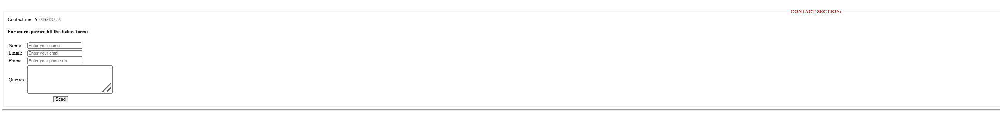 CONTACT SECTION:
Contact me : 9321618272
For more queries fill the below form:
Name: Enter your name
Email: Enter your email
Phone: Enter your phone no.
Queries:
Send